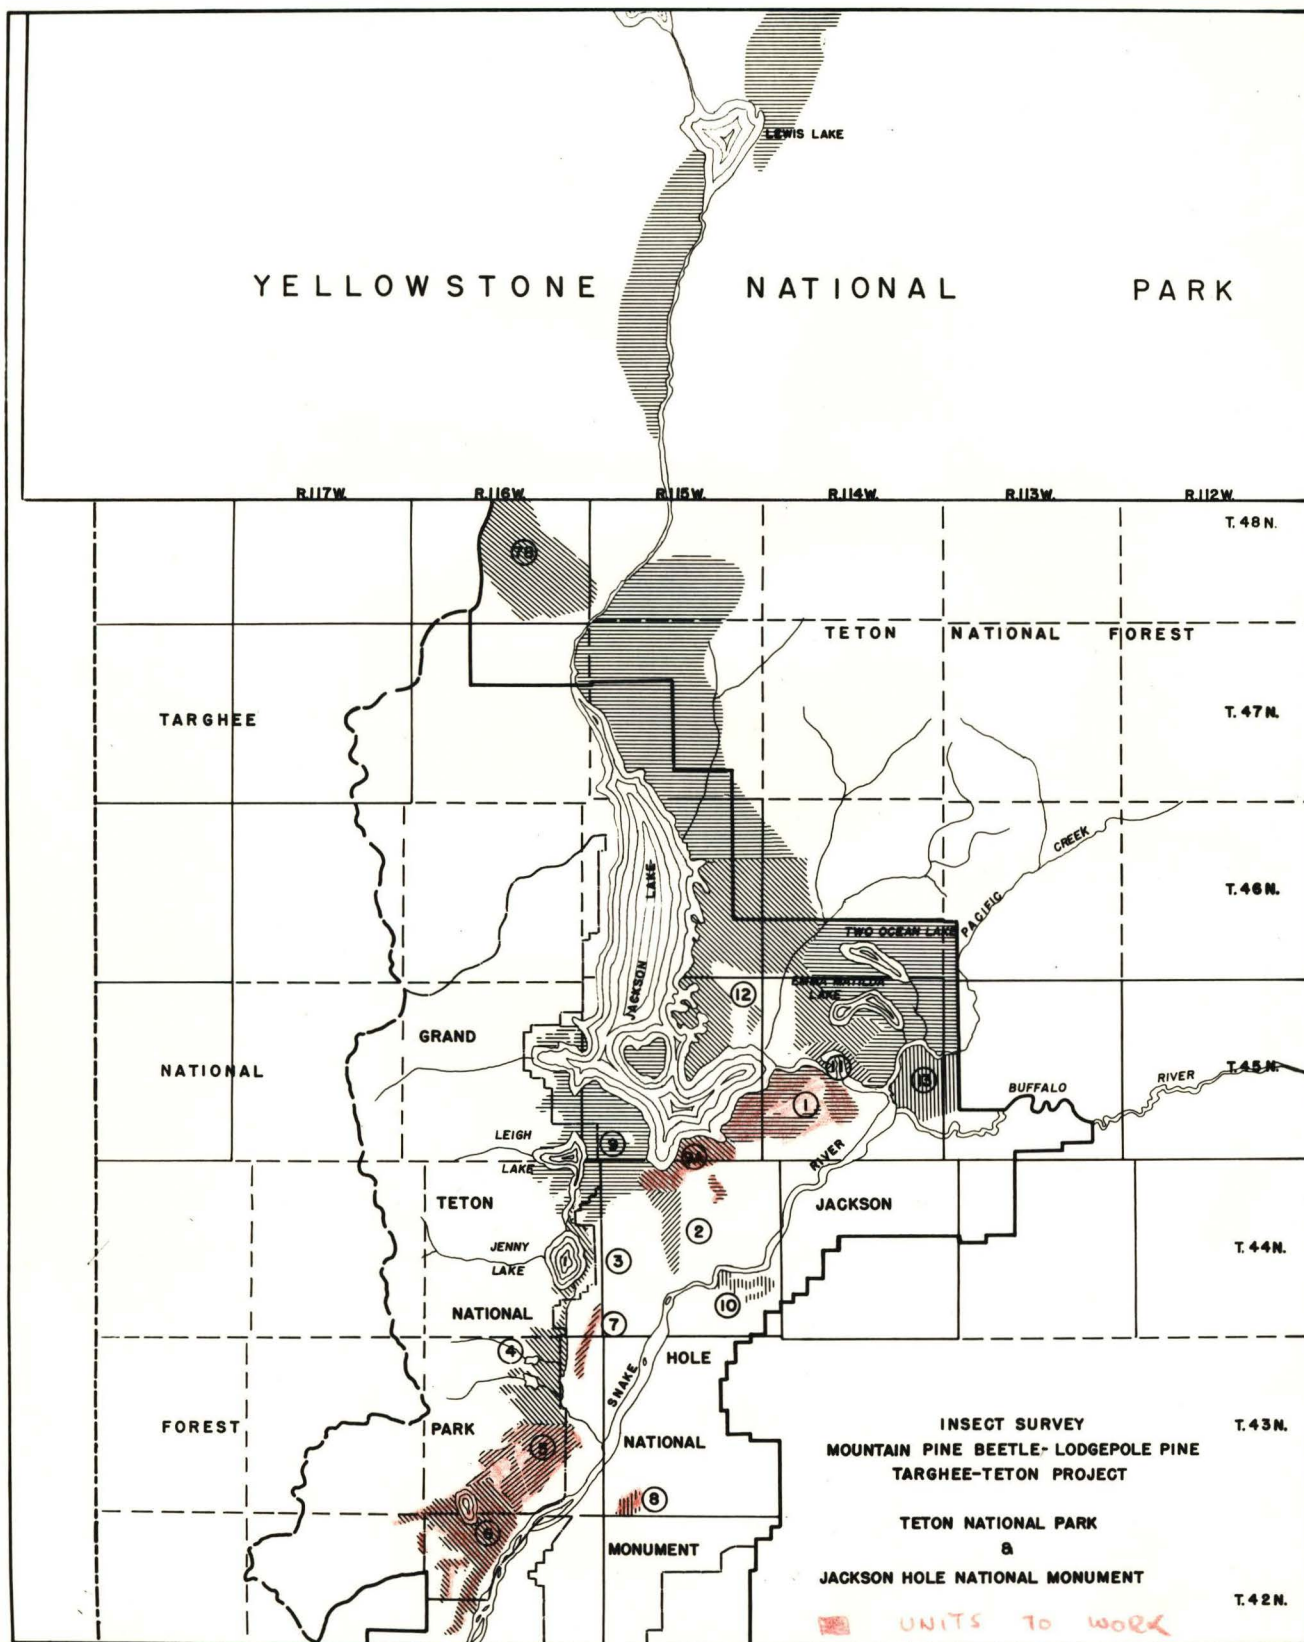 LEWIS LAKE
YELLOWSTONE NATIONAL PARK
R.117W. R.116W. R.115W. R.114W. R.113W. R.112W.
T. 48N.
7B
TETON NATIONAL FOREST
TARGHEE
T. 47N.
CREEK
PACIFIC
JACKSON LAKE
T. 46N.
TWO OCEAN LAKE
EMMA MATILDA
LAKE
12
GRAND
NATIONAL
11
13
T. 45N.
BUFFALO RIVER
1
LEIGH
LAKE
9
9A
RIVER
TETON
JACKSON
2
JENNY
LAKE
3
T. 44N.
10
NATIONAL
7
4
SNAKE
HOLE
FOREST
PARK
5
NATIONAL
INSECT SURVEY
MOUNTAIN PINE BEETLE-LODGEPOLE PINE
TARGHEE-TETON PROJECT
T. 43N.
8
6
MONUMENT
TETON NATIONAL PARK
&
JACKSON HOLE NATIONAL MONUMENT
T. 42N.
UNITS TO WORK